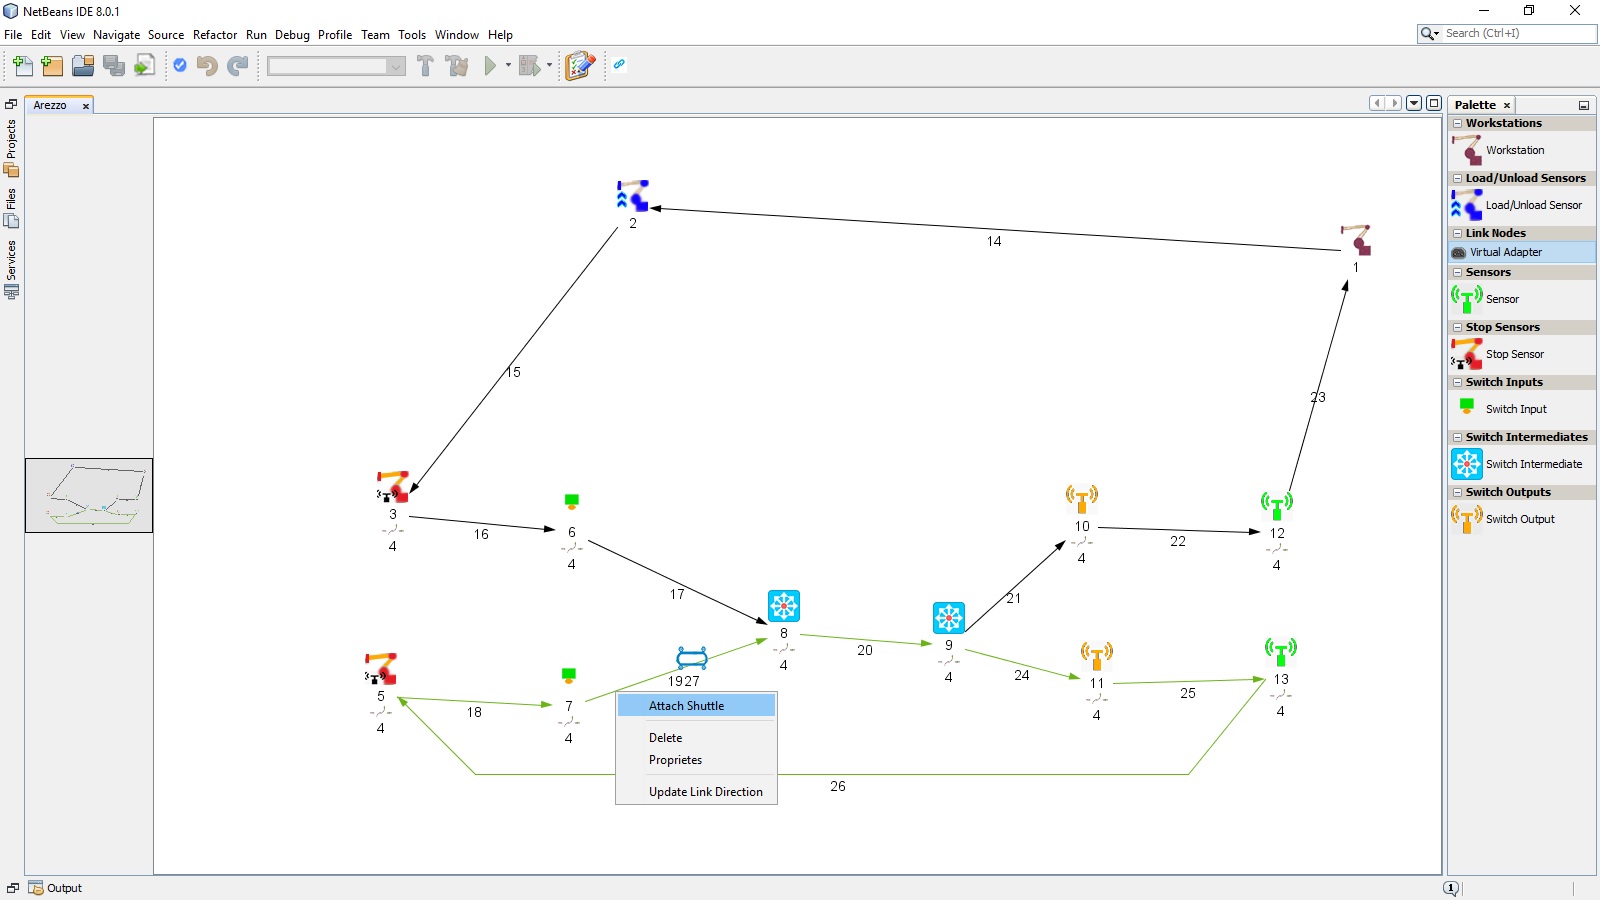 NetBeans IDE 8.0.1
File Edit View Navigate Source Refactor Run Debug Profile Team Tools Window Help
Search (Ctrl+I)
Arezzo
Projects
Files
Services
2
14
1
15
23
3
4
16
6
4
17
10
4
22
12
4
8
4
20
9
4
21
5
4
18
7
4
1927
24
11
4
25
13
4
26
Attach Shuttle
Delete
Proprietes
Update Link Direction
Palette
Workstations
Workstation
Load/Unload Sensors
Load/Unload Sensor
Link Nodes
Virtual Adapter
Sensors
Sensor
Stop Sensors
Stop Sensor
Switch Inputs
Switch Input
Switch Intermediates
Switch Intermediate
Switch Outputs
Switch Output
Output
1